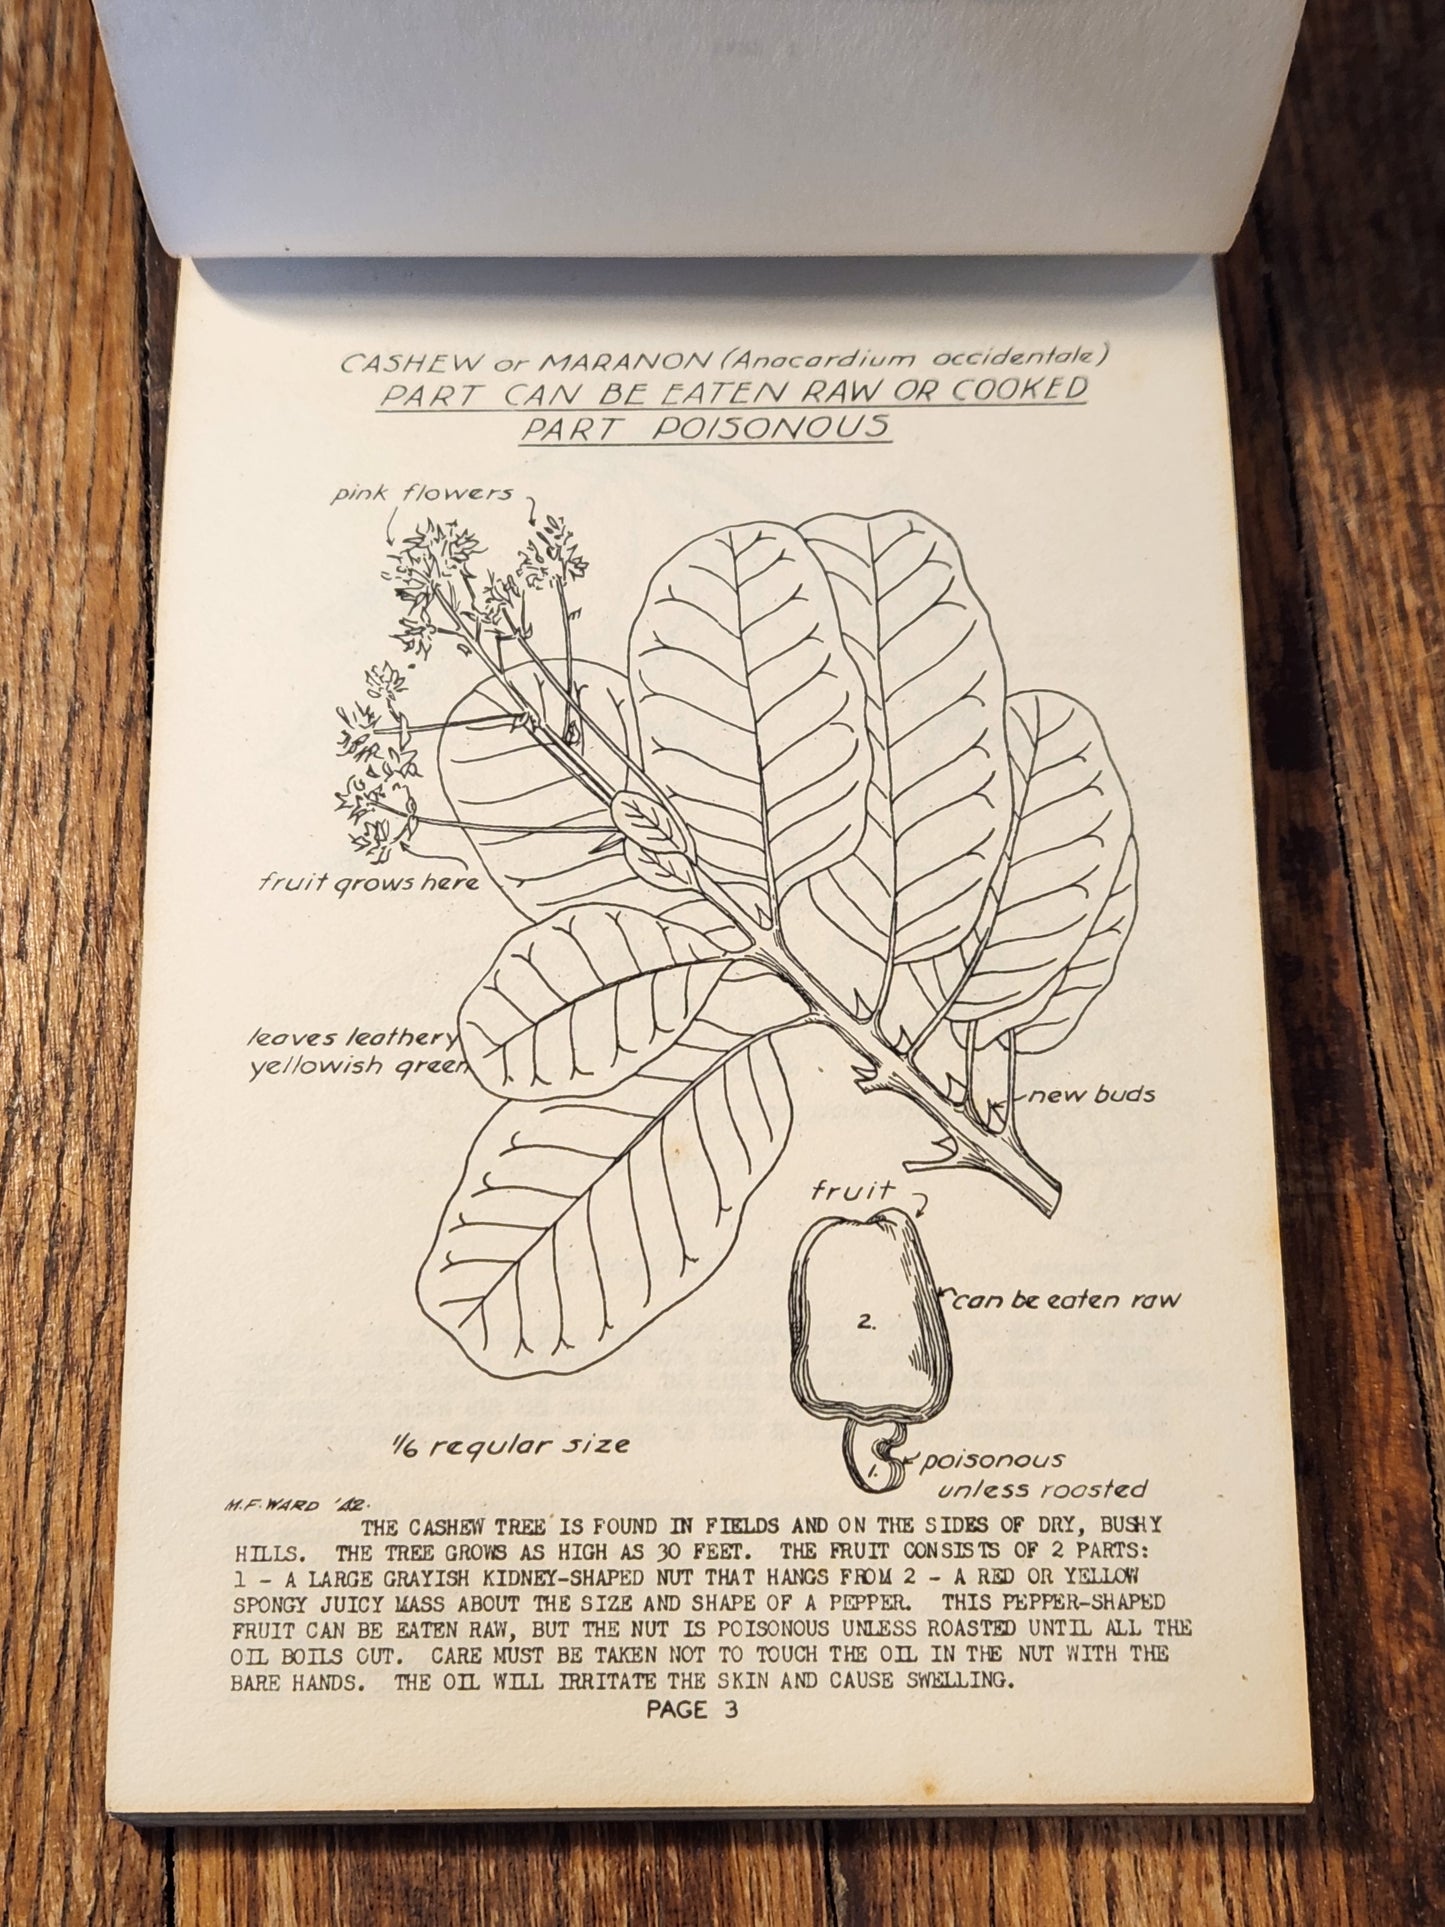 CASHEW or MARANON (Anacardium occidentale)
PART CAN BE EATEN RAW OR COOKED
PART POISONOUS
pink flowers
fruit grows here
leaves leathery
yellowish green
new buds
fruit
can be eaten raw
2.
1.
poisonous
unless roasted
1/6 regular size
M.F. WARD '42.
THE CASHEW TREE IS FOUND IN FIELDS AND ON THE SIDES OF DRY, BUSHY
HILLS. THE TREE GROWS AS HIGH AS 30 FEET. THE FRUIT CONSISTS OF 2 PARTS:
1 - A LARGE GRAYISH KIDNEY-SHAPED NUT THAT HANGS FROM 2 - A RED OR YELLOW
SPONGY JUICY MASS ABOUT THE SIZE AND SHAPE OF A PEPPER. THIS PEPPER-SHAPED
FRUIT CAN BE EATEN RAW, BUT THE NUT IS POISONOUS UNLESS ROASTED UNTIL ALL THE
OIL BOILS OUT. CARE MUST BE TAKEN NOT TO TOUCH THE OIL IN THE NUT WITH THE
BARE HANDS. THE OIL WILL IRRITATE THE SKIN AND CAUSE SWELLING.
PAGE 3